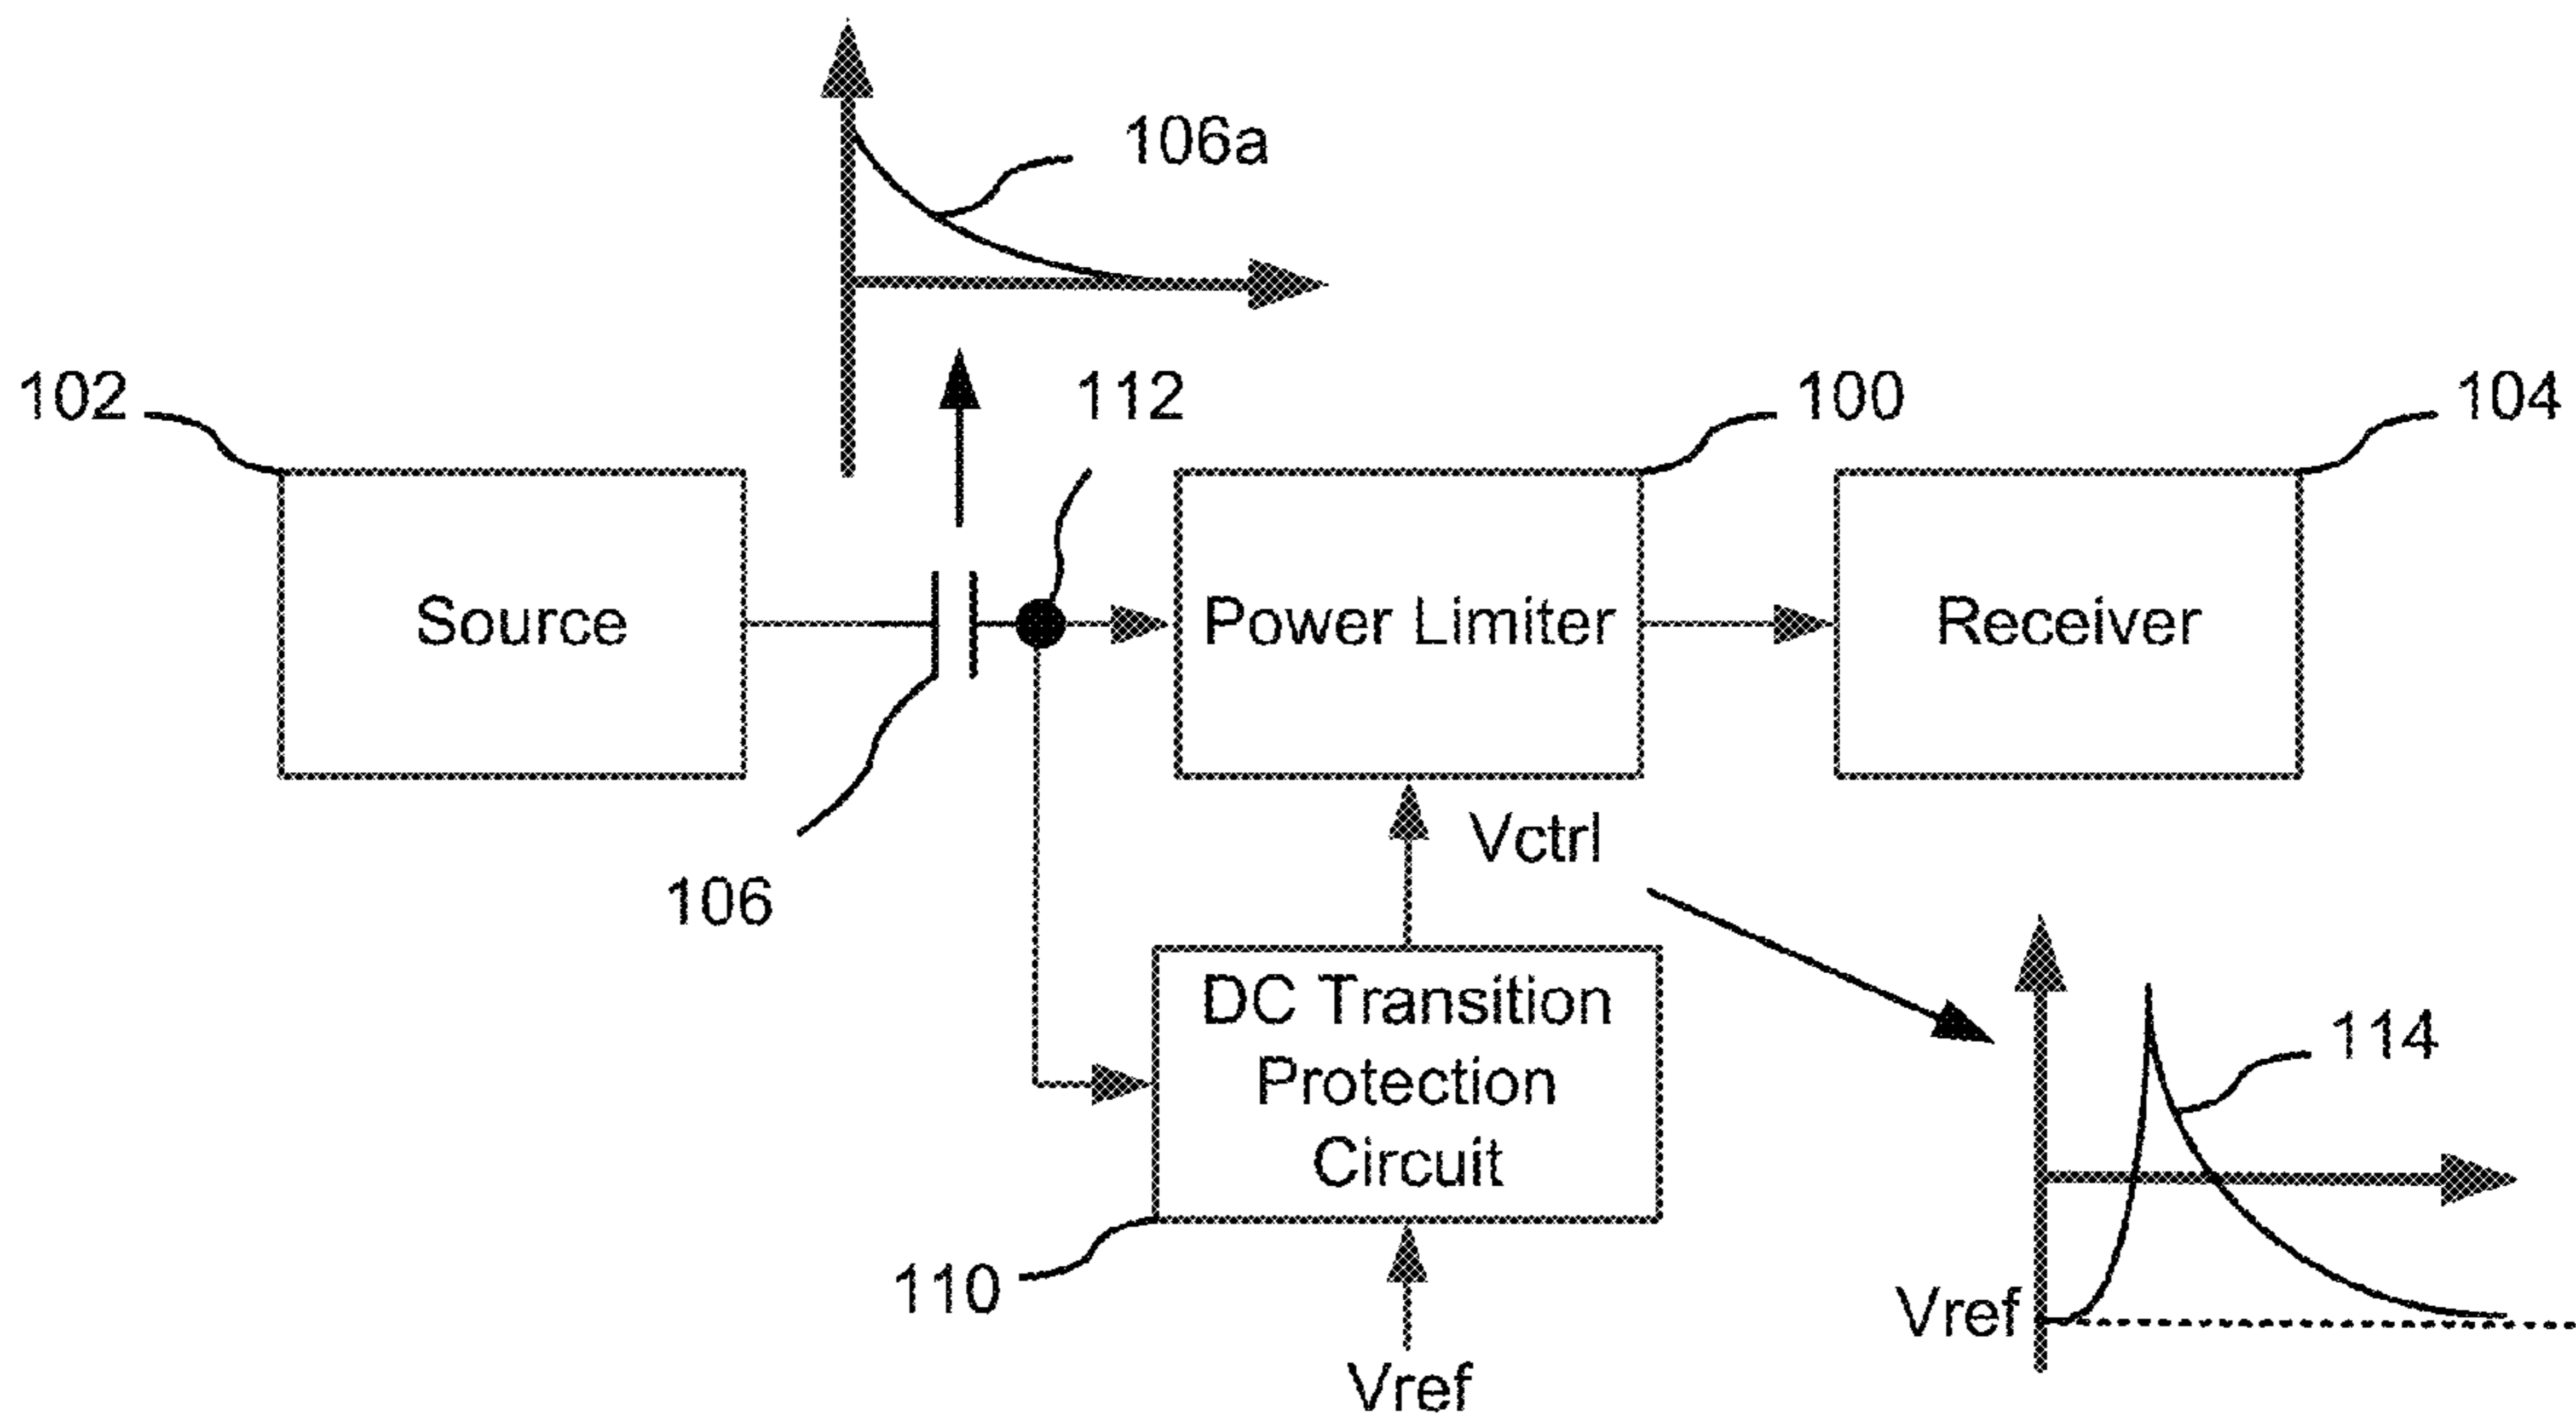 106a
102
112
100
104
Source
Power Limiter
Receiver
Vctrl
106
DC Transition
Protection
Circuit
114
110
Vref
Vref